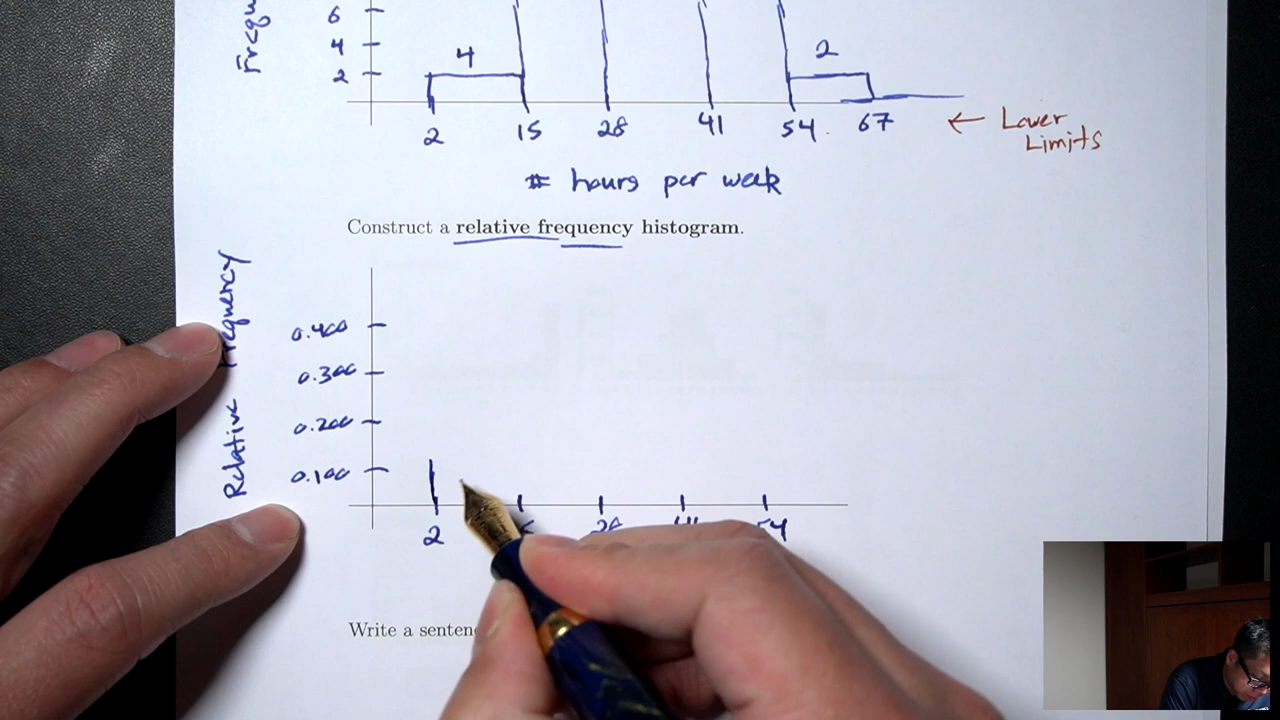 6
Frequ
4
4
2
2
2 15 28 41 54. 67
← Lower
Limits
# hours per week
Construct a relative frequency histogram.
Relative Frequency
0.400
0.300
0.200
0.100
2 54
Write a senten